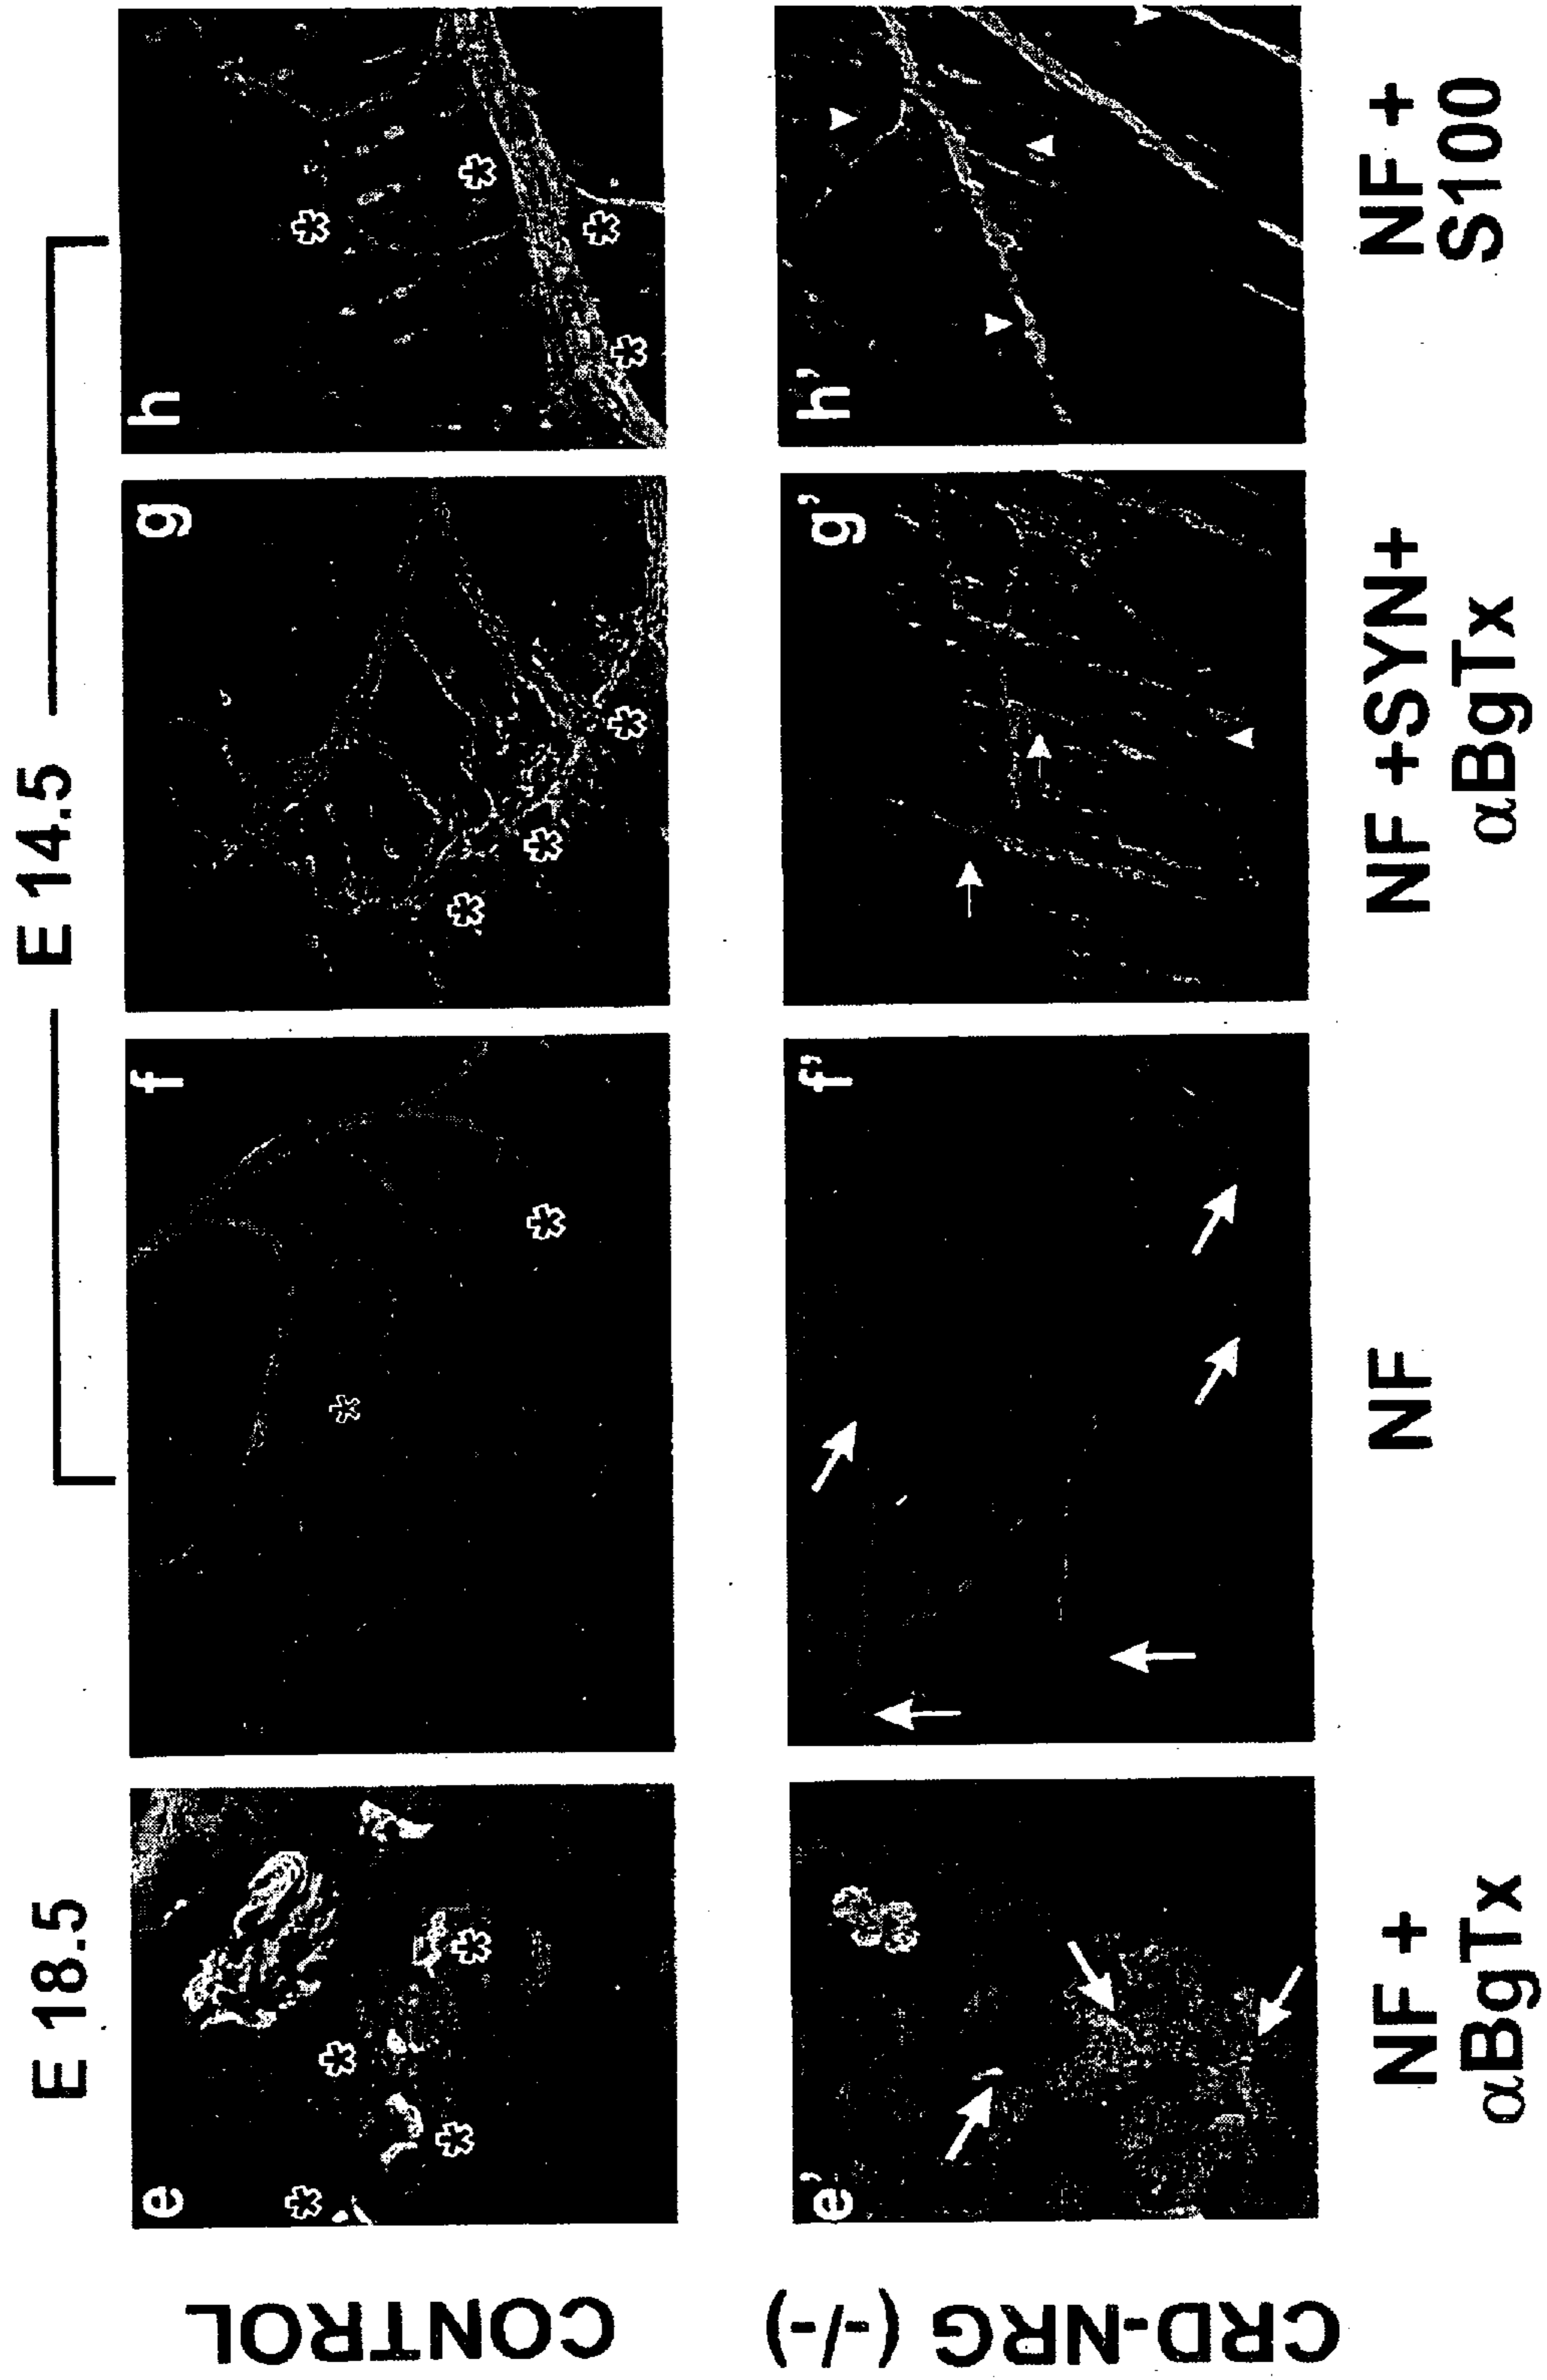 E 18.5
E 14.5
CONTROL
e
f
g
h
CRD-NRG (-/-)
e'
f'
g'
h'
NF +
αBgTx
NF
NF +SYN+
αBgTx
NF +
S100